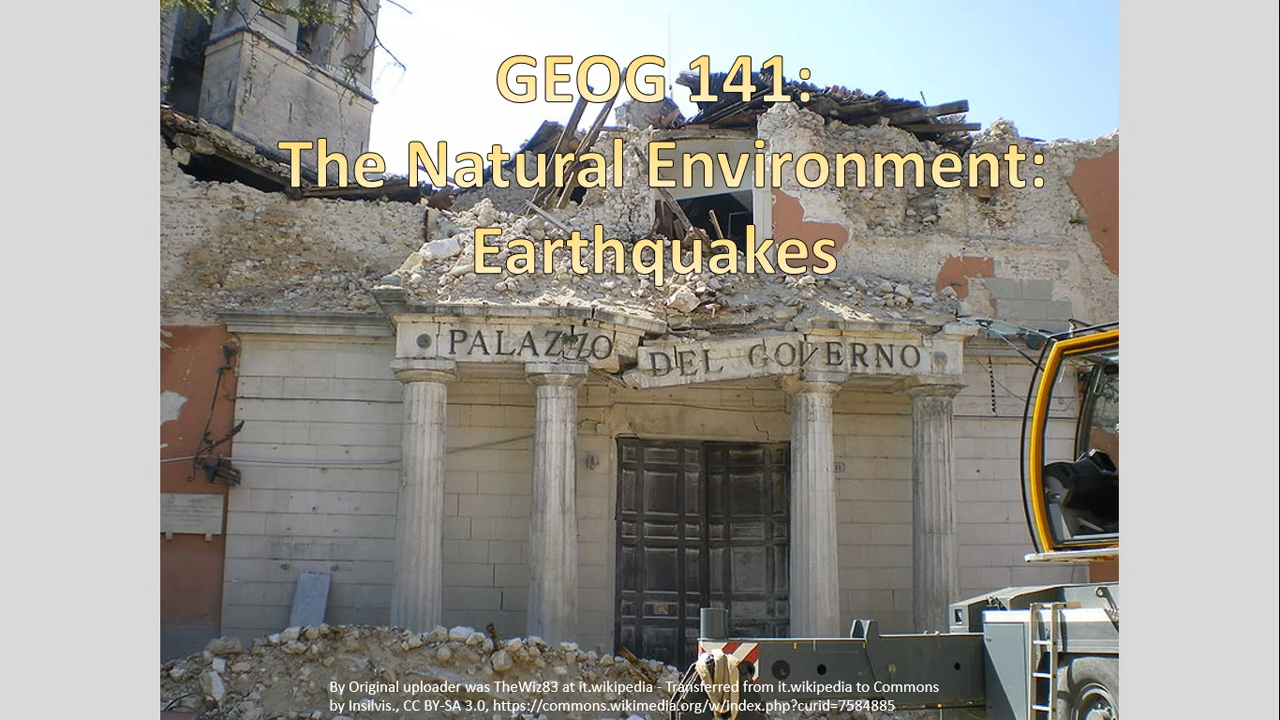 GEOG 141:
The Natural Environment:
Earthquakes
PALAZZO DEL GOVERNO
By Original uploader was TheWiz83 at it.wikipedia - Transferred from it.wikipedia to Commons
by Insilvis., CC BY-SA 3.0, https://commons.wikimedia.org/w/index.php?curid=7584885